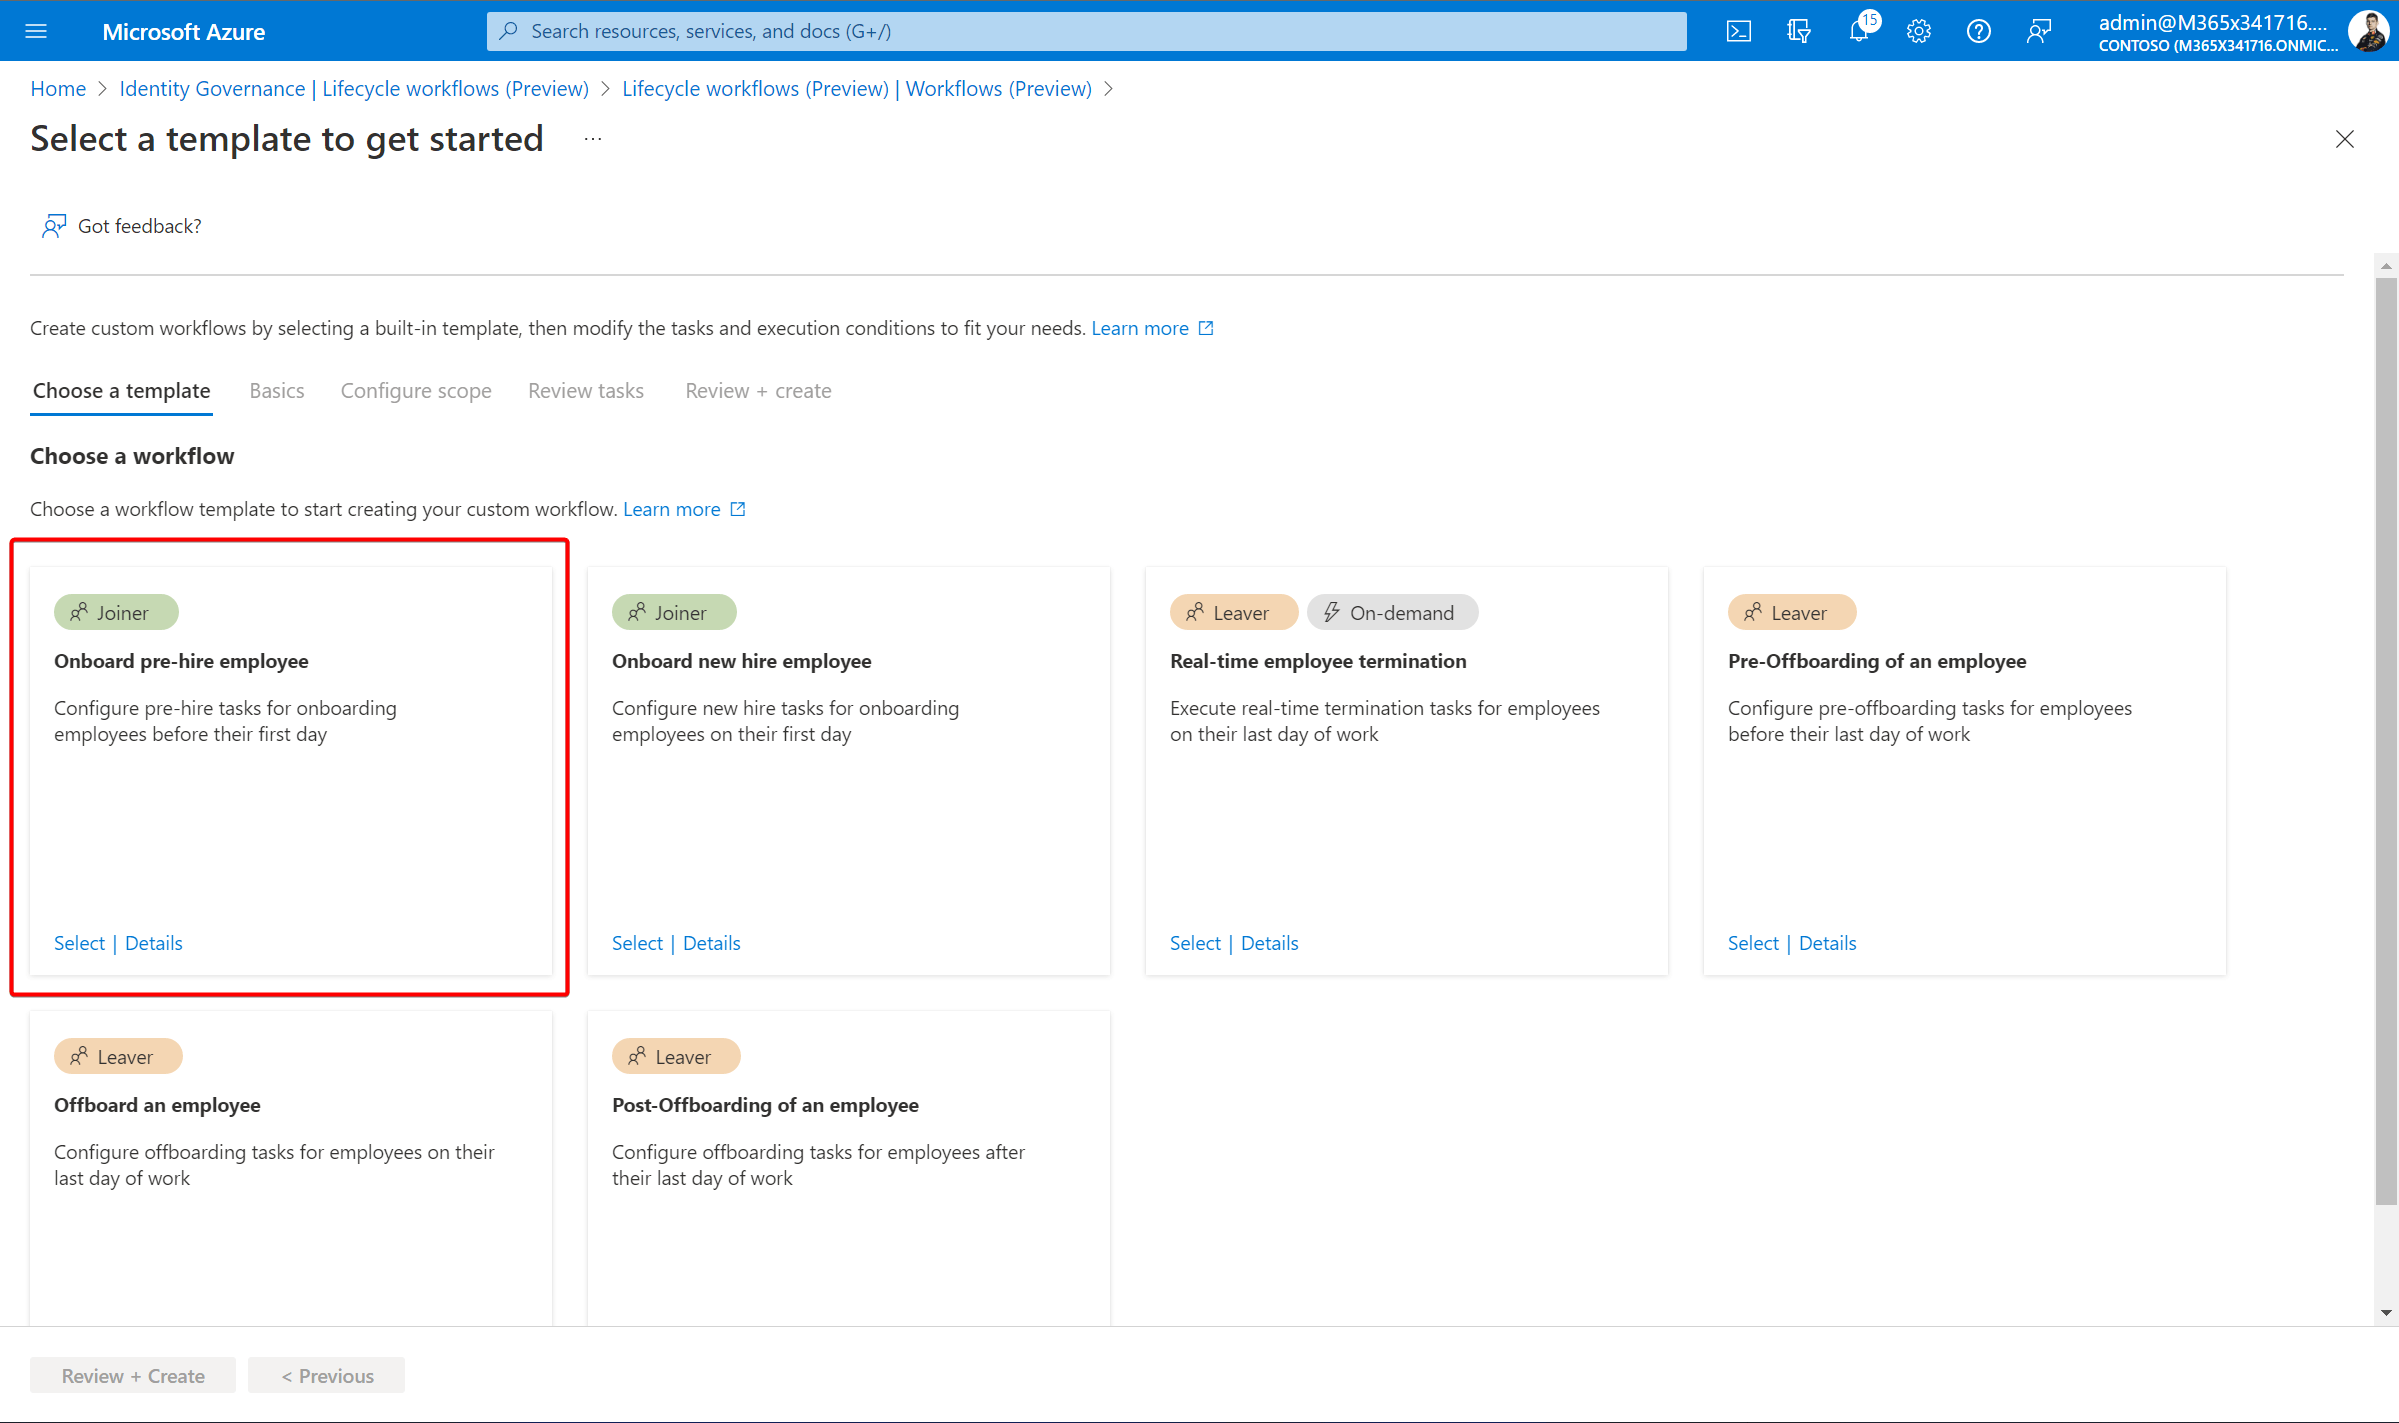 Microsoft Azure
Search resources, services, and docs (G+/)
15
admin@M365x341716....
CONTOSO (M365X341716.ONMIC...
Home > Identity Governance | Lifecycle workflows (Preview) > Lifecycle workflows (Preview) | Workflows (Preview) >
Select a template to get started ...
Got feedback?
Create custom workflows by selecting a built-in template, then modify the tasks and execution conditions to fit your needs. Learn more
Choose a template Basics Configure scope Review tasks Review + create
Choose a workflow
Choose a workflow template to start creating your custom workflow. Learn more
Joiner
Onboard pre-hire employee
Configure pre-hire tasks for onboarding
employees before their first day
Select | Details
Joiner
Onboard new hire employee
Configure new hire tasks for onboarding
employees on their first day
Select | Details
Leaver On-demand
Real-time employee termination
Execute real-time termination tasks for employees
on their last day of work
Select | Details
Leaver
Pre-Offboarding of an employee
Configure pre-offboarding tasks for employees
before their last day of work
Select | Details
Leaver
Offboard an employee
Configure offboarding tasks for employees on their
last day of work
Leaver
Post-Offboarding of an employee
Configure offboarding tasks for employees after
their last day of work
Review + Create < Previous